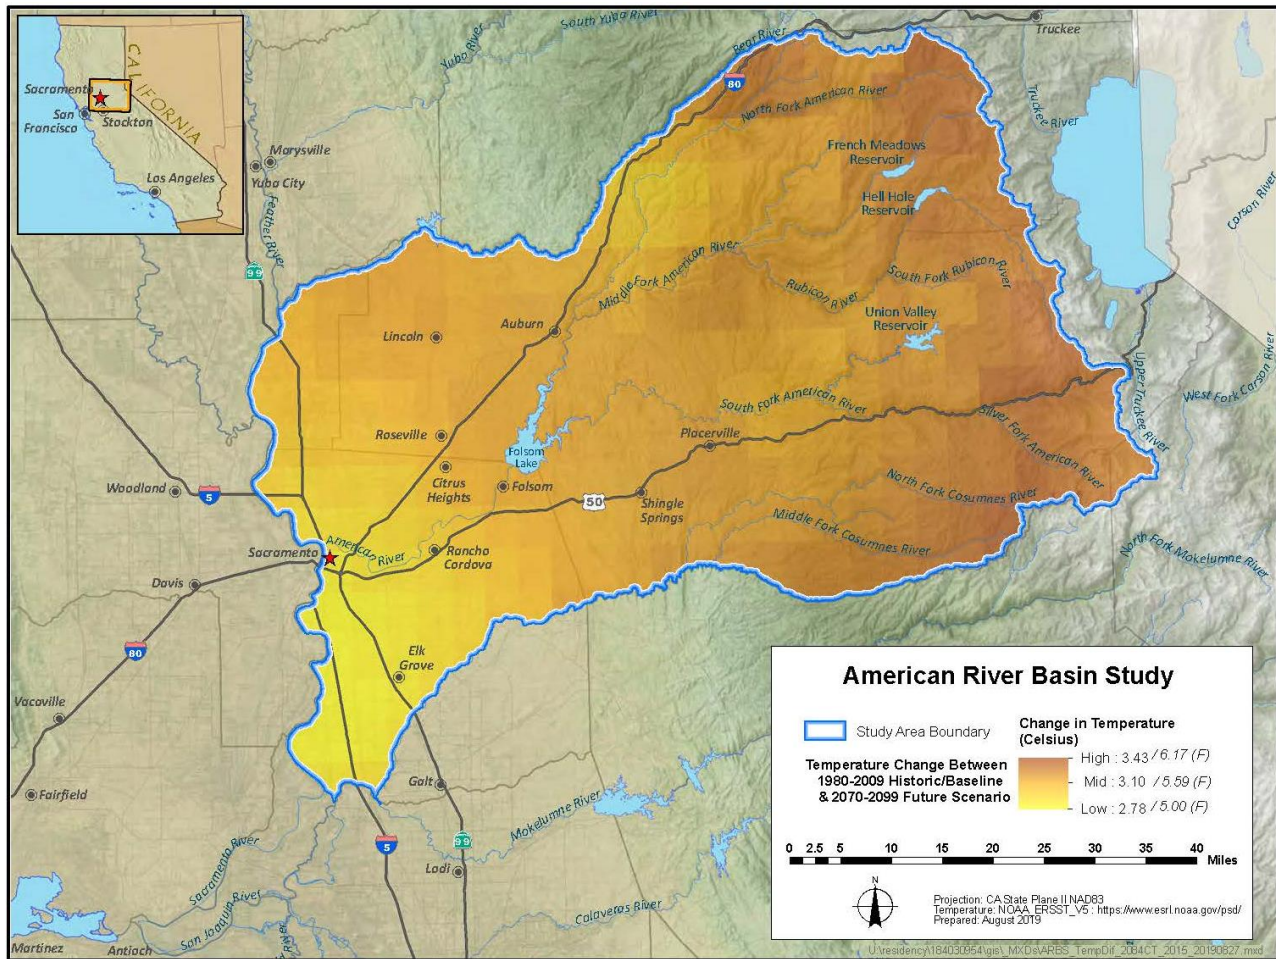 CALIFORNIA
Sacramento
San
Francisco
Stockton
Los Angeles
South Yuba River
Yuba River
Bear River
Truckee
Truckee River
80
North Fork American River
French Meadows
Reservoir
Hell Hole
Reservoir
Carson River
Marysville
Yuba City
Feather River
99
Middle Fork American River
Rubicon River
South Fork Rubicon River
Union Valley
Reservoir
Lincoln
Auburn
Upper Truckee River
West Fork Carson River
South Fork American River
Silver Fork American River
Roseville
Placerville
Folsom
Lake
Citrus
Heights
Folsom
Woodland
5
50
Shingle
Springs
North Fork Cosumnes River
Middle Fork Cosumnes River
Sacramento
American River
Rancho
Cordova
North Fork Mokelumne River
Davis
80
Elk
Grove
Vacaville
Fairfield
Galt
Mokelumne River
5
99
Lodi
Sacramento River
San Joaquin River
Calaveras River
Martinez
Antioch
American River Basin Study
Study Area Boundary
Temperature Change Between
1980-2009 Historic/Baseline
& 2070-2099 Future Scenario
Change in Temperature
(Celsius)
High : 3.43 / 6.17 (F)
Mid : 3.10 / 5.59 (F)
Low : 2.78 / 5.00 (F)
0 2.5 5 10 15 20 25 30 35 40 Miles
N
Projection: CA State Plane II NAD83
Temperature: NOAA_ERSST_V5 : https://www.esrl.noaa.gov/psd/
Prepared: August 2019
U:\residency\184030954\gis\_MXDs\ARBS_TempDif_2084CT_2015_20190827.mxd